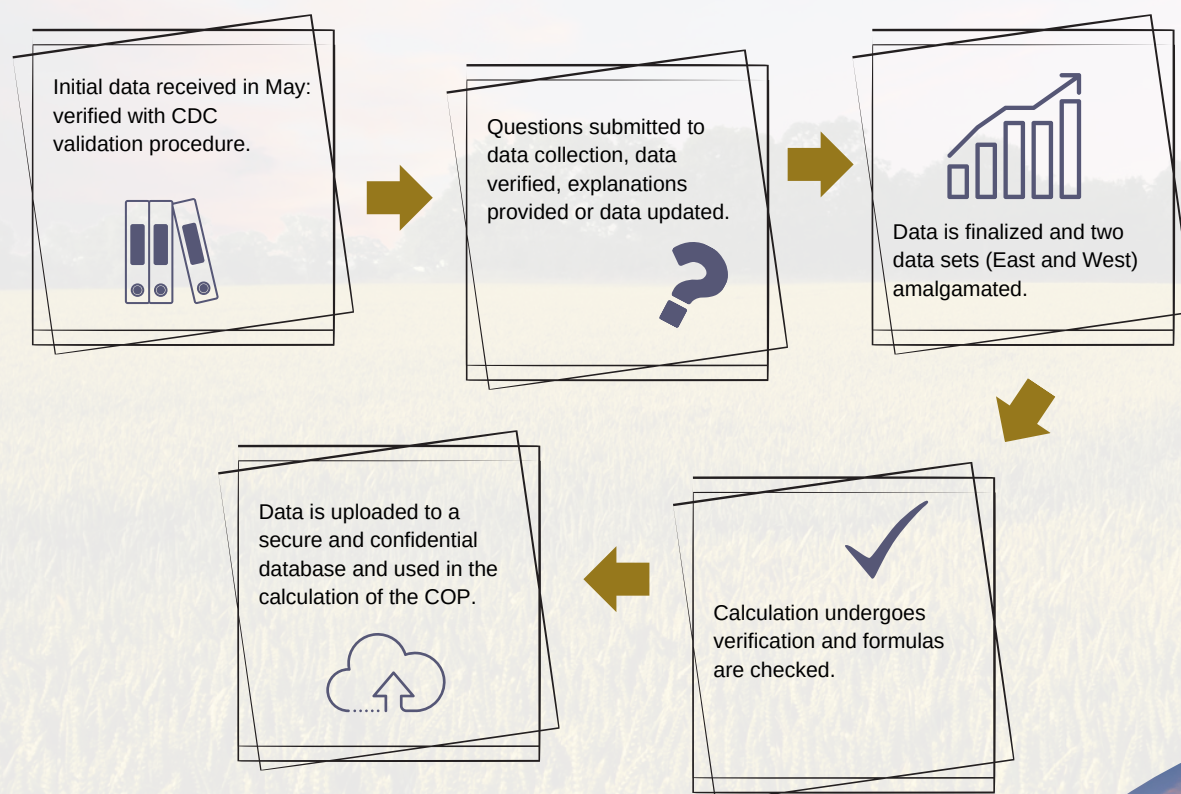 Initial data received in May:
verified with CDC
validation procedure.
Questions submitted to
data collection, data
verified, explanations
provided or data updated.
Data is finalized and two
data sets (East and West)
amalgamated.
Calculation undergoes
verification and formulas
are checked.
Data is uploaded to a
secure and confidential
database and used in the
calculation of the COP.